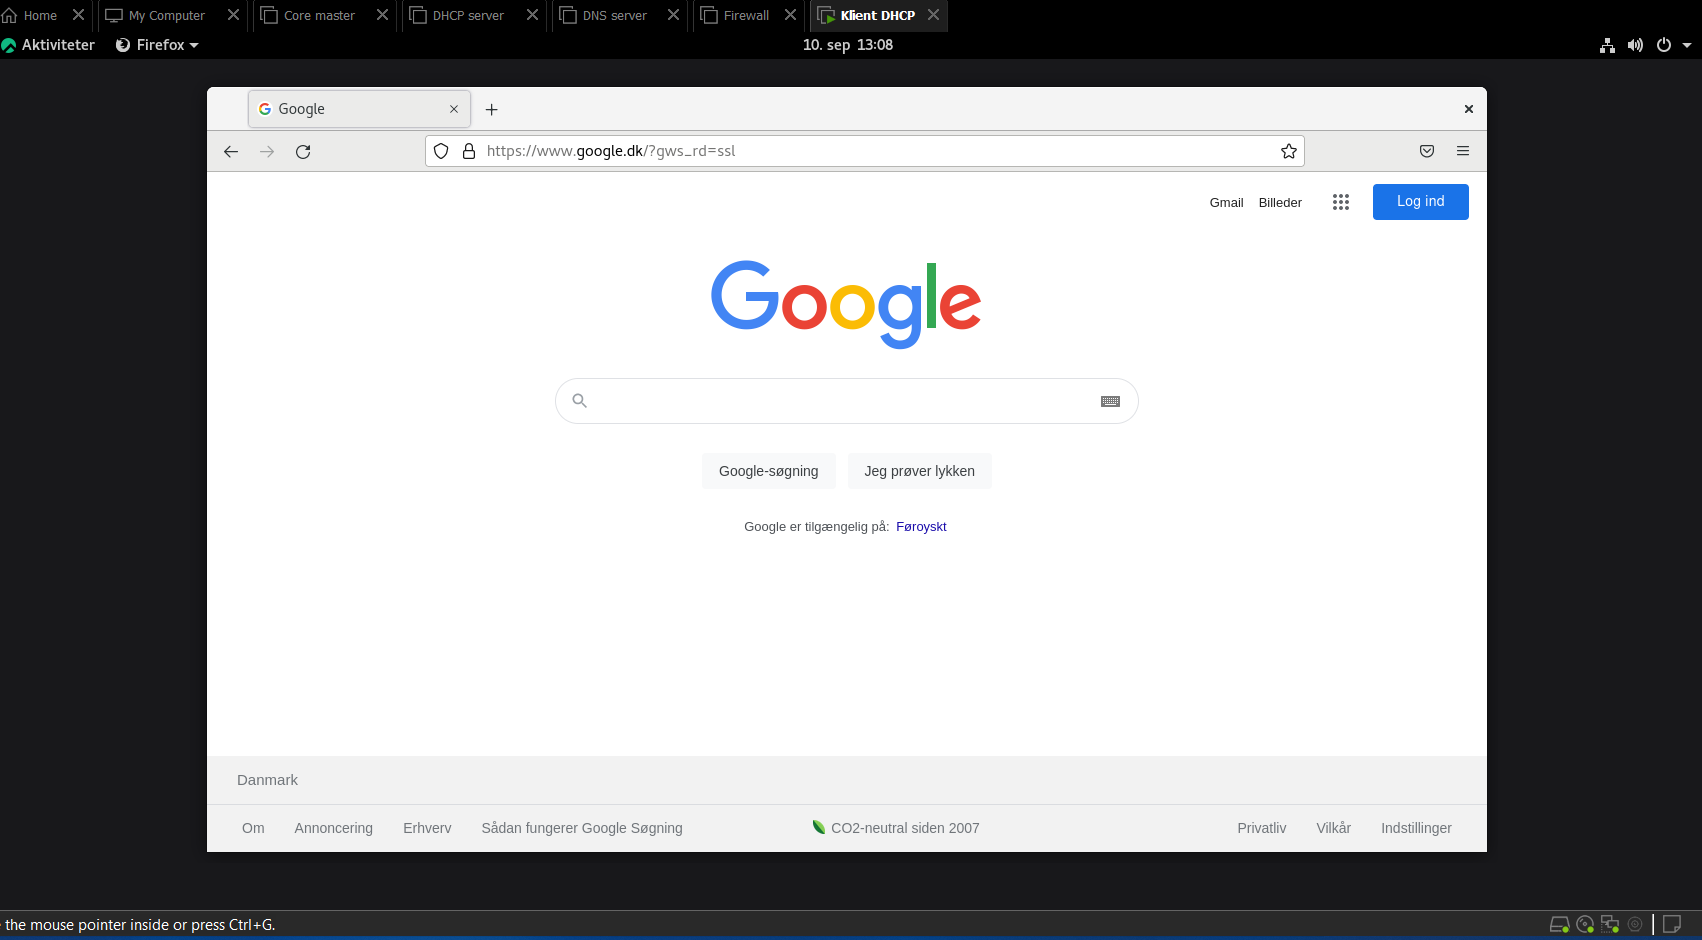 Home My Computer Core master DHCP server DNS server Firewall Klient DHCP
Aktiviteter Firefox 10. sep 13:08
Google
https://www.google.dk/?gws_rd=ssl
Gmail Billeder Log ind
Google
Google-søgning Jeg prøver lykken
Google er tilgængelig på: Føroyskt
Danmark
Om Annoncering Erhverv Sådan fungerer Google Søgning CO2-neutral siden 2007 Privatliv Vilkår Indstillinger
the mouse pointer inside or press Ctrl+G.